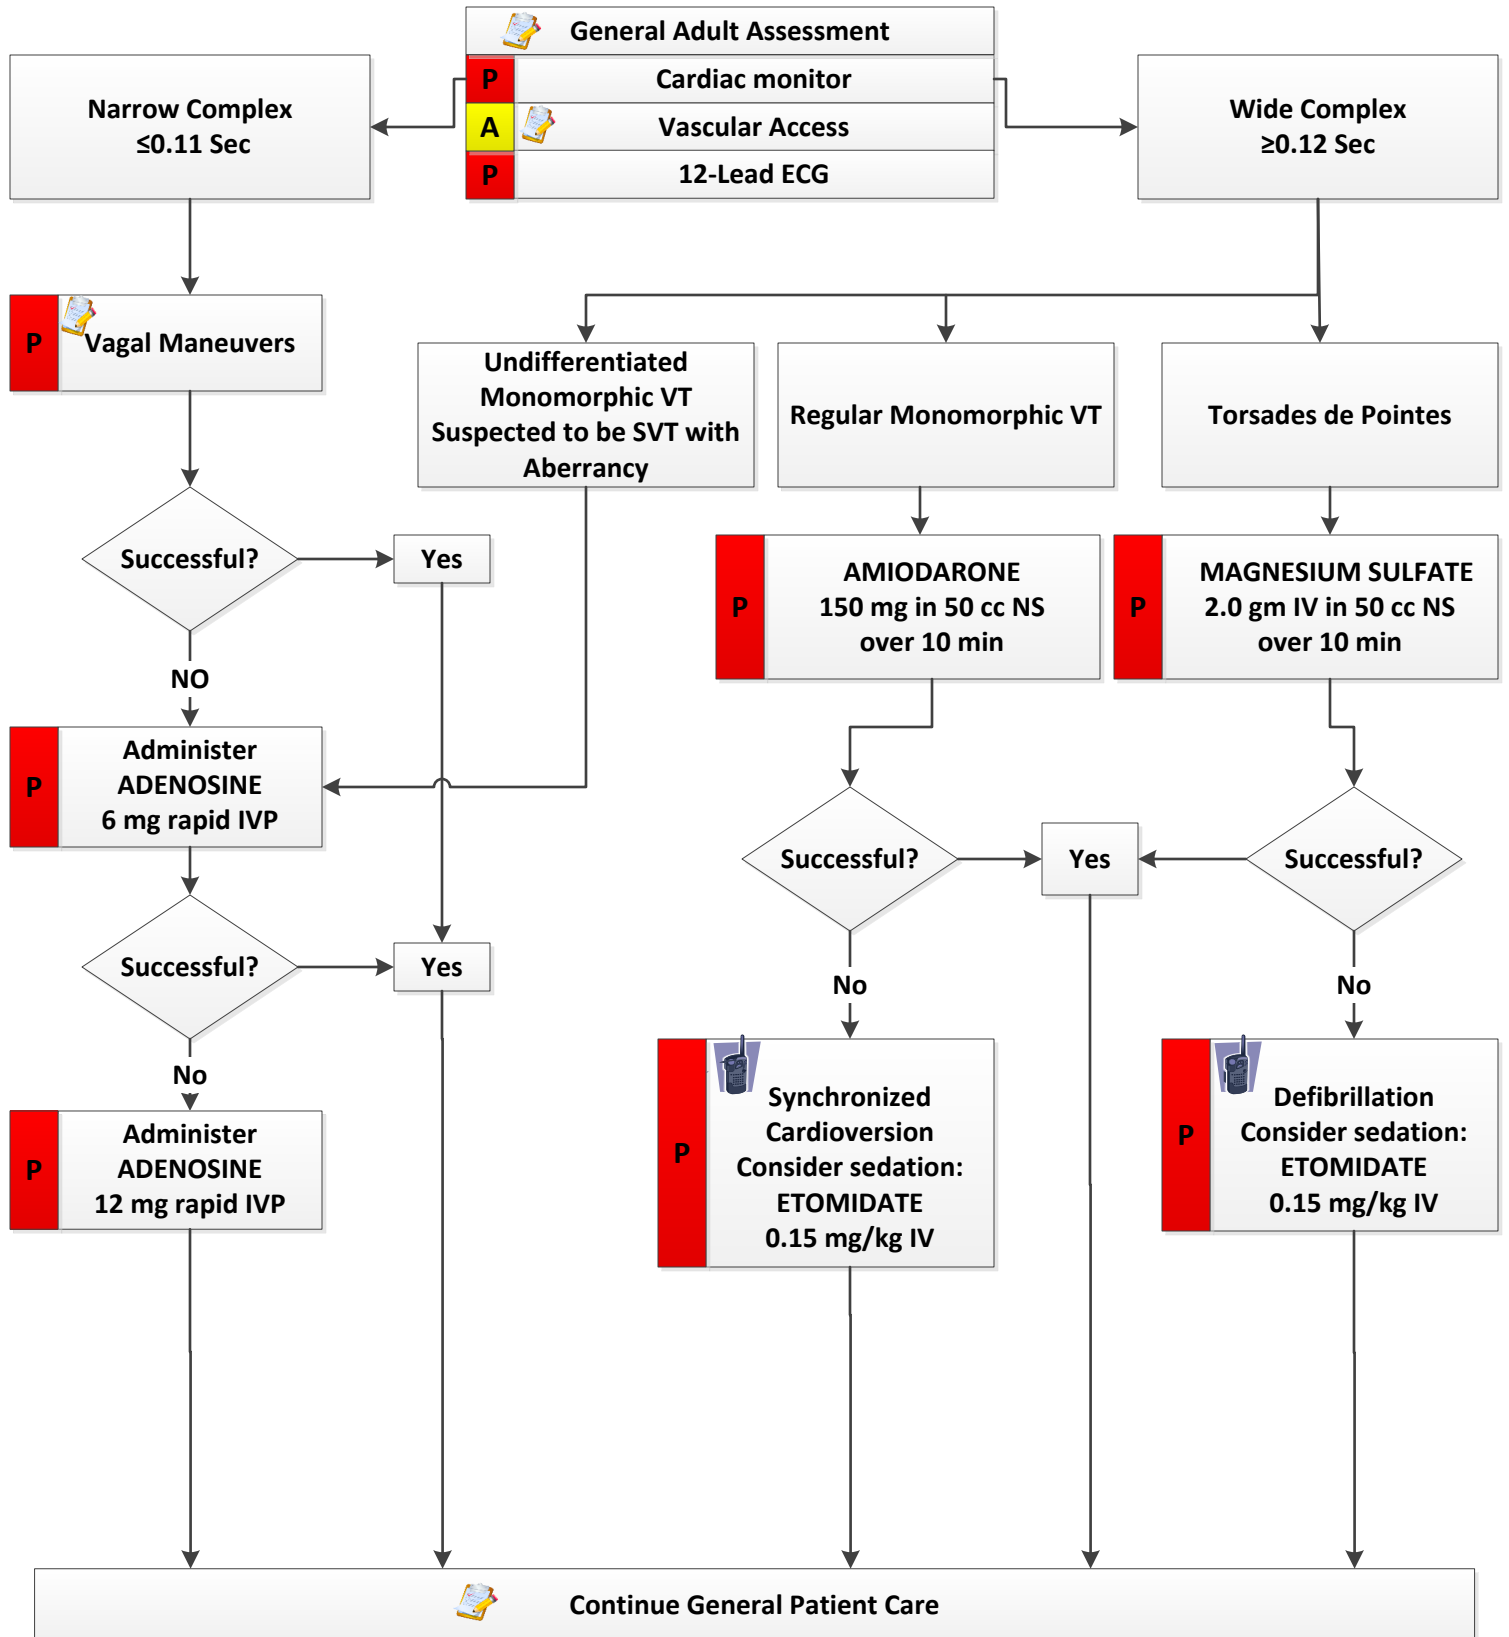 General Adult Assessment
P
Cardiac monitor
A
Vascular Access
P
12-Lead ECG
Narrow Complex
≤0.11 Sec
Wide Complex
≥0.12 Sec
P
Vagal Maneuvers
Undifferentiated
Monomorphic VT
Suspected to be SVT with
Aberrancy
Regular Monomorphic VT
Torsades de Pointes
Successful?
Yes
NO
P
AMIODARONE
150 mg in 50 cc NS
over 10 min
P
MAGNESIUM SULFATE
2.0 gm IV in 50 cc NS
over 10 min
P
Administer
ADENOSINE
6 mg rapid IVP
Successful?
Yes
Successful?
Successful?
Yes
No
No
No
P
Administer
ADENOSINE
12 mg rapid IVP
P
Synchronized
Cardioversion
Consider sedation:
ETOMIDATE
0.15 mg/kg IV
P
Defibrillation
Consider sedation:
ETOMIDATE
0.15 mg/kg IV
Continue General Patient Care